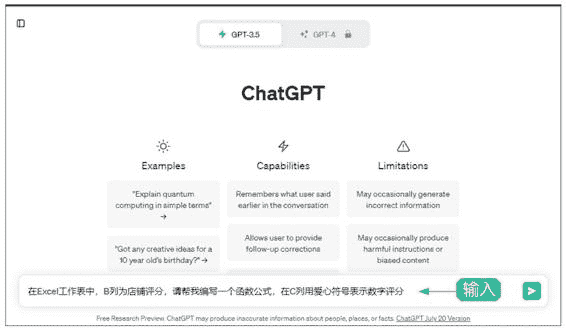 GPT-3.5 GPT-4
ChatGPT
Examples
"Explain quantum
computing in simple terms"
→
"Got any creative ideas for a
10 year old's birthday?" →
Capabilities
Remembers what user said
earlier in the conversation
Allows user to provide
follow-up corrections
Limitations
May occasionally generate
incorrect information
May occasionally produce
harmful instructions or
biased content
在Excel工作表中，B列为店铺评分，请帮我编写一个函数公式，在C列用爱心符号表示数字评分
输入
Free Research Preview. ChatGPT may produce inaccurate information about people, places, or facts. ChatGPT July 20 Version